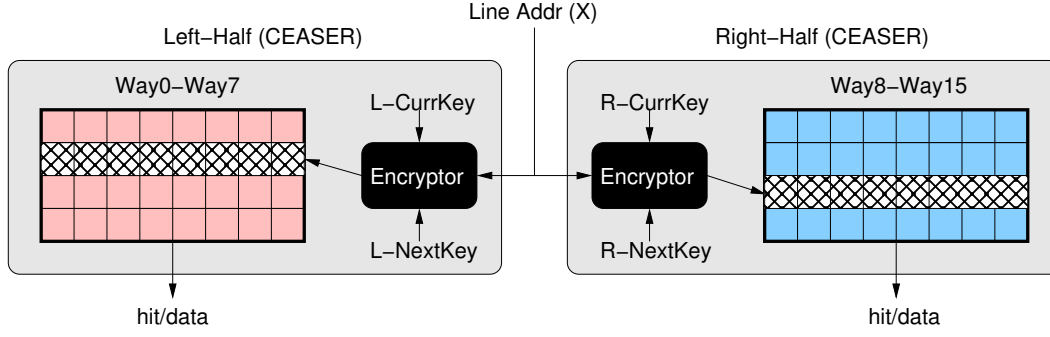 Line Addr (X)
Left−Half (CEASER)
Right−Half (CEASER)
Way0−Way7
L−CurrKey
R−CurrKey
Way8−Way15
Encryptor
Encryptor
L−NextKey
R−NextKey
hit/data
hit/data